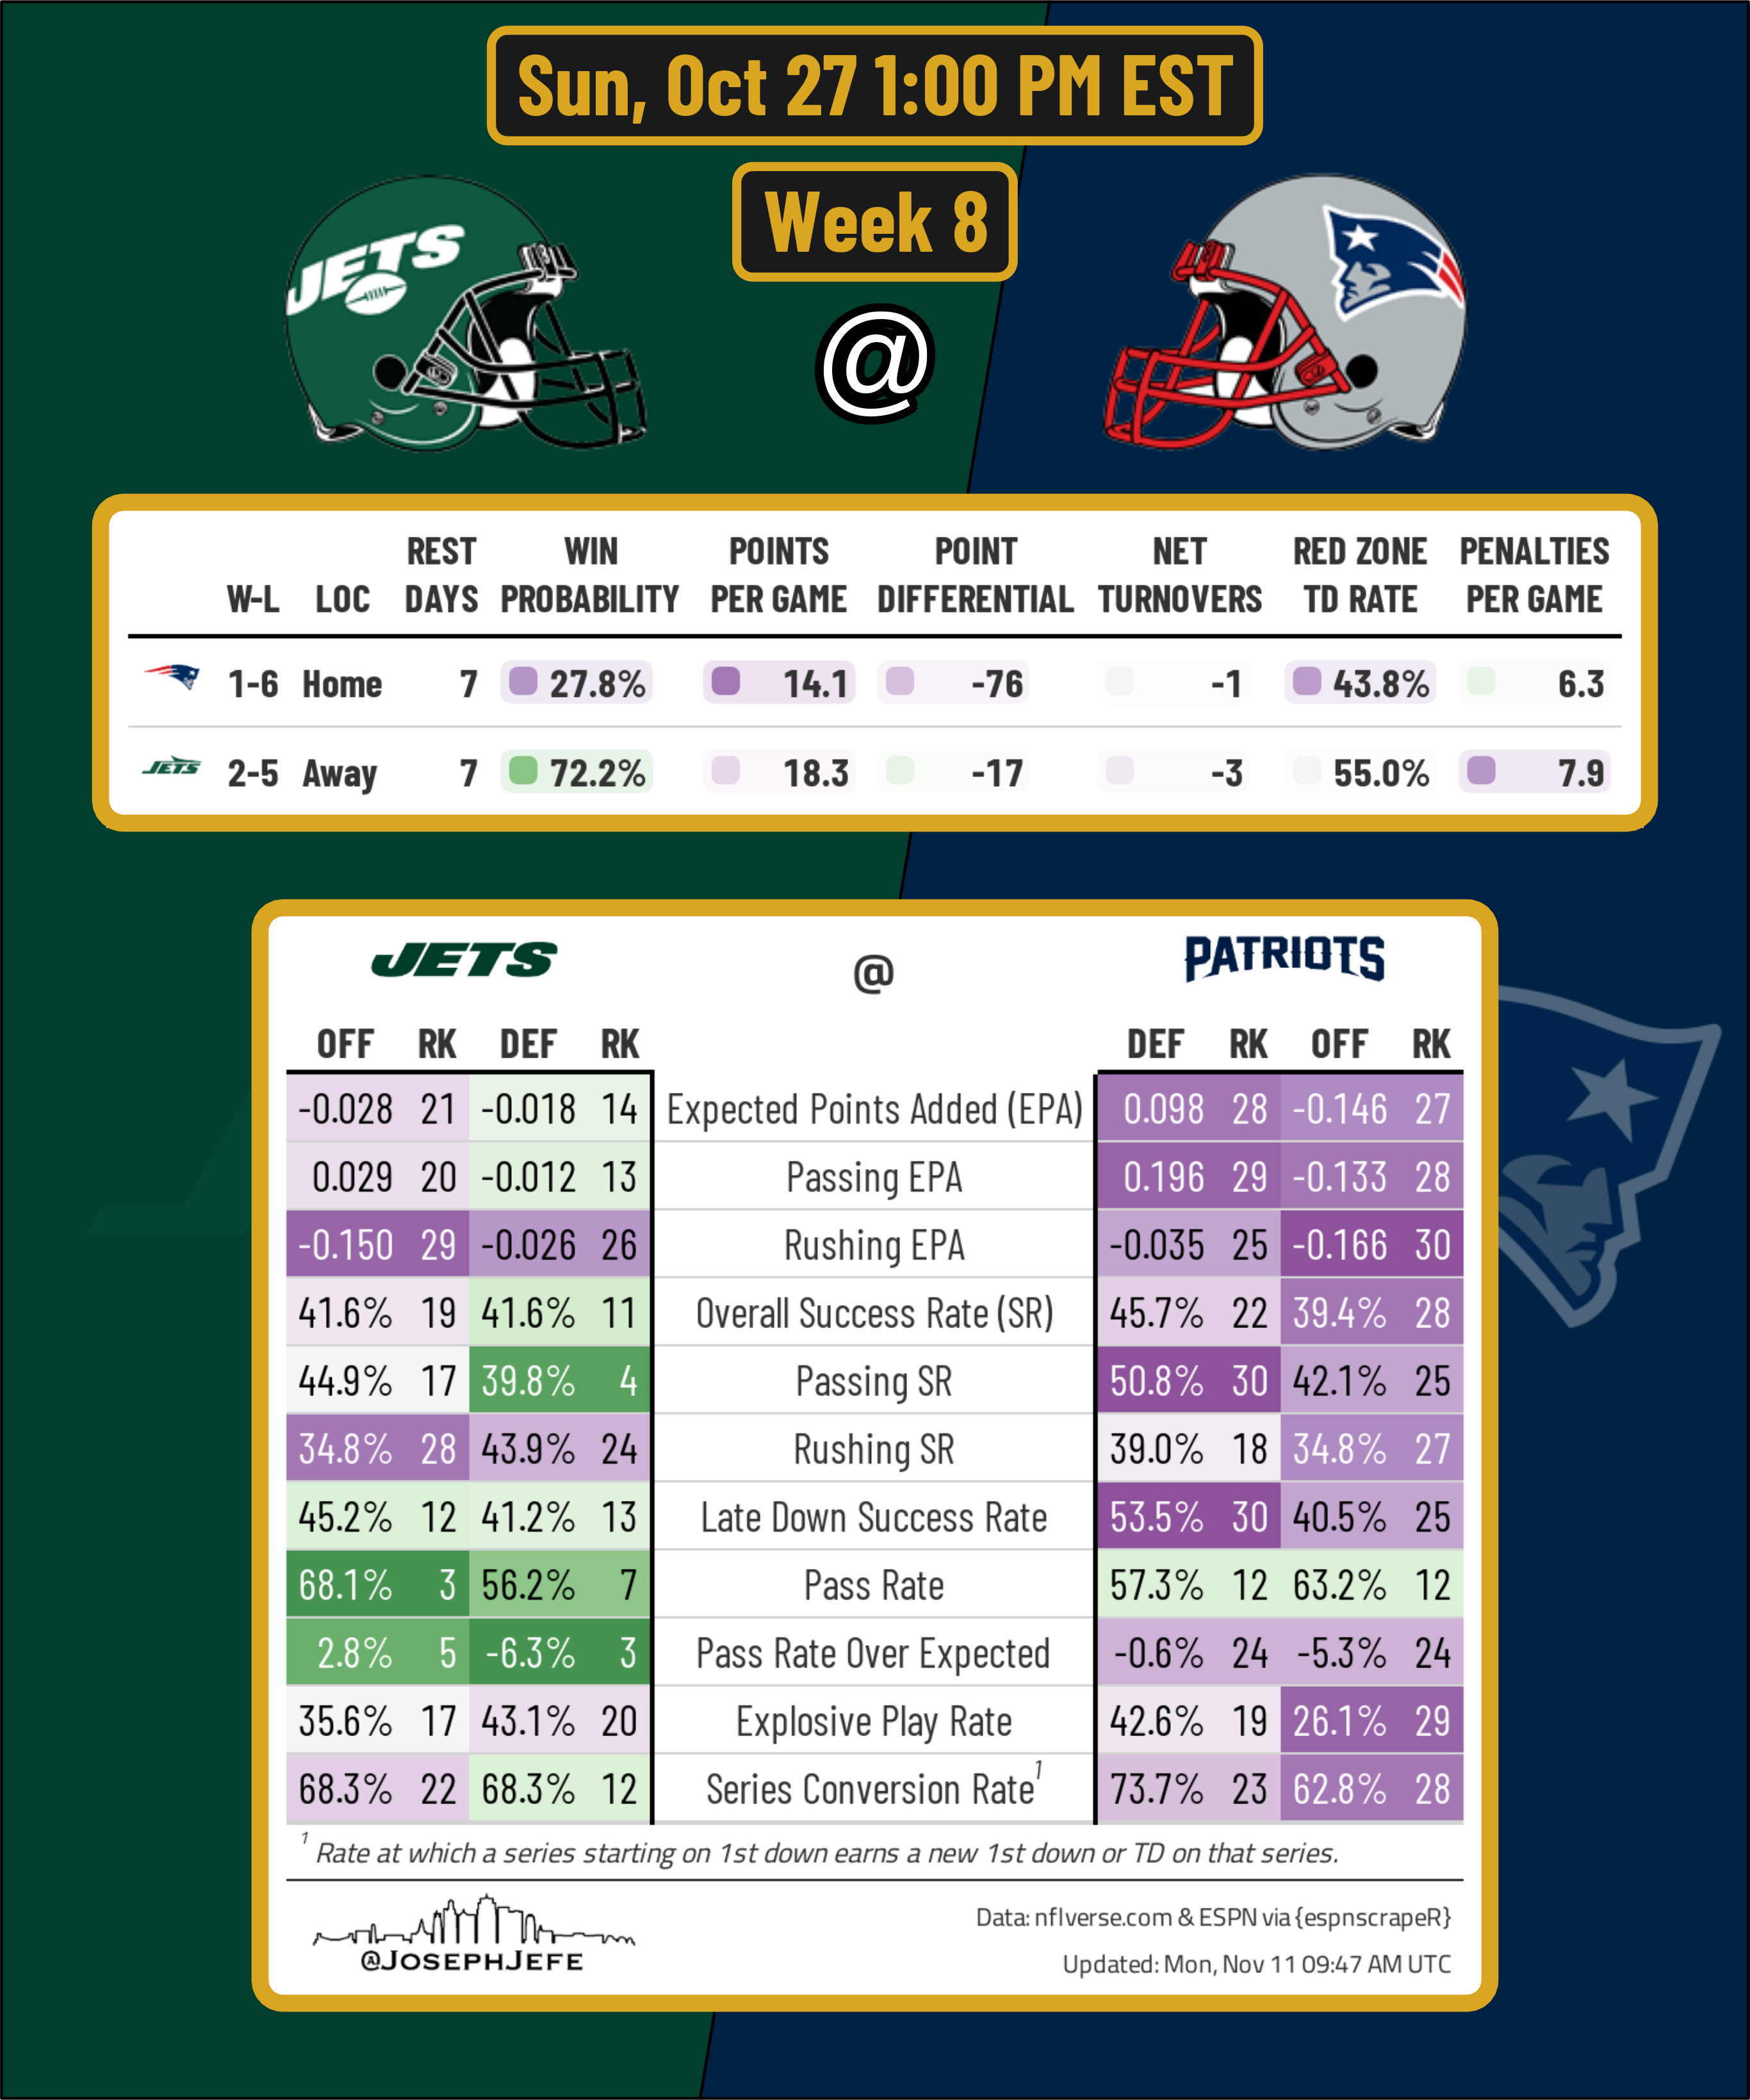 Sun, Oct 27 1:00 PM EST
Week 8
JETS
@
W-L LOC REST DAYS WIN PROBABILITY POINTS PER GAME POINT DIFFERENTIAL NET TURNOVERS RED ZONE TD RATE PENALTIES PER GAME
1-6 Home 7 27.8% 14.1 -76 -1 43.8% 6.3
JETS 2-5 Away 7 72.2% 18.3 -17 -3 55.0% 7.9
JETS @ PATRIOTS
OFF RK DEF RK DEF RK OFF RK
-0.028 21 -0.018 14 Expected Points Added (EPA) 0.098 28 -0.146 27
0.029 20 -0.012 13 Passing EPA 0.196 29 -0.133 28
-0.150 29 -0.026 26 Rushing EPA -0.035 25 -0.166 30
41.6% 19 41.6% 11 Overall Success Rate (SR) 45.7% 22 39.4% 28
44.9% 17 39.8% 4 Passing SR 50.8% 30 42.1% 25
34.8% 28 43.9% 24 Rushing SR 39.0% 18 34.8% 27
45.2% 12 41.2% 13 Late Down Success Rate 53.5% 30 40.5% 25
68.1% 3 56.2% 7 Pass Rate 57.3% 12 63.2% 12
2.8% 5 -6.3% 3 Pass Rate Over Expected -0.6% 24 -5.3% 24
35.6% 17 43.1% 20 Explosive Play Rate 42.6% 19 26.1% 29
68.3% 22 68.3% 12 Series Conversion Rate¹ 73.7% 23 62.8% 28
¹ Rate at which a series starting on 1st down earns a new 1st down or TD on that series.
@JOSEPHJEFE
Data: nflverse.com & ESPN via {espnscrapeR}
Updated: Mon, Nov 11 09:47 AM UTC